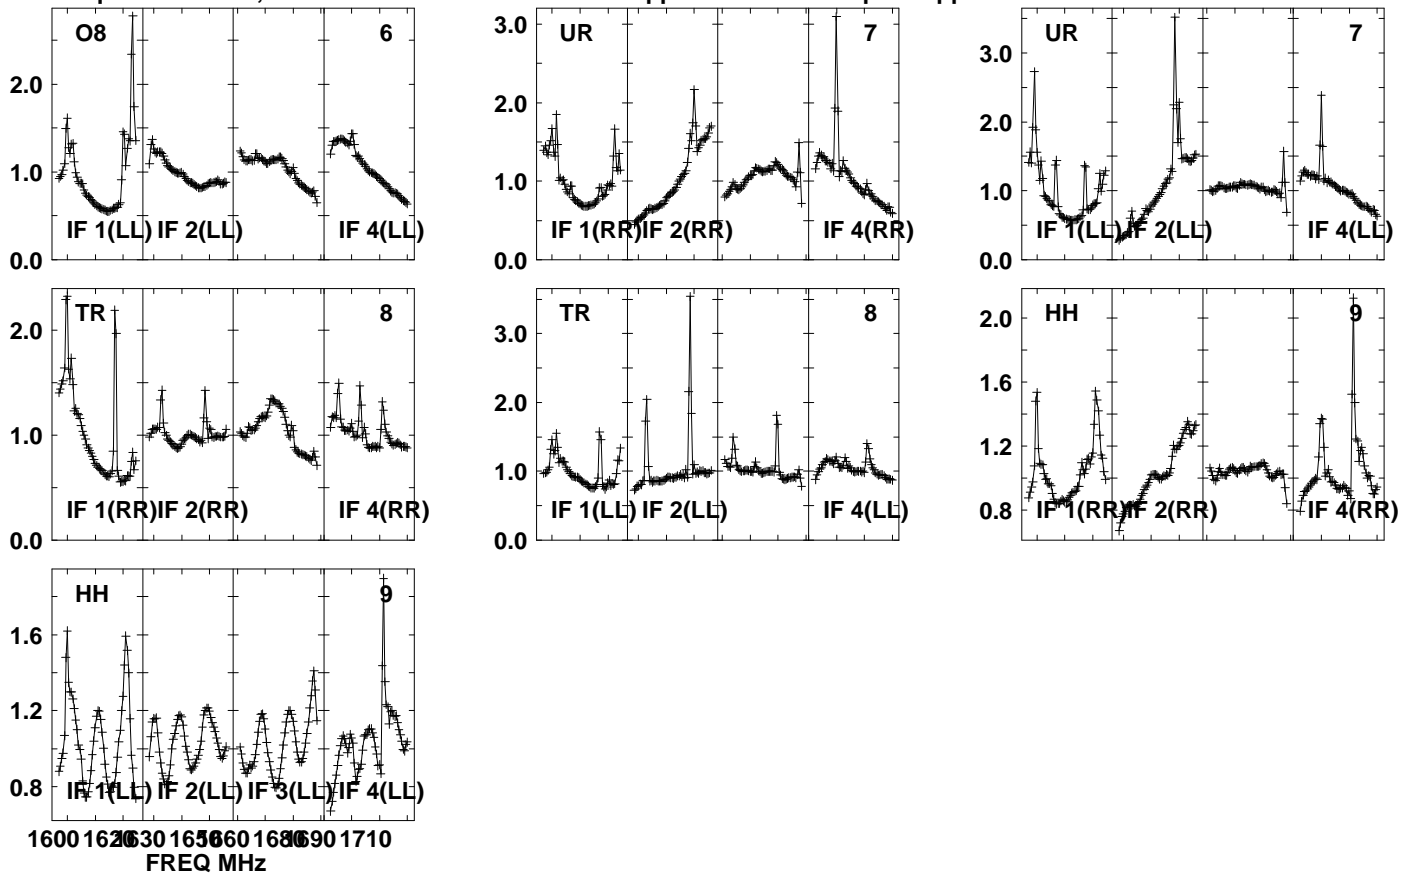 O8 6
2.0
1.0
0.0
IF 1(LL) IF 2(LL) IF 4(LL)
UR 7
3.0
2.0
1.0
0.0
IF 1(RR) IF 2(RR) IF 4(RR)
UR 7
3.0
2.0
1.0
0.0
IF 1(LL) IF 2(LL) IF 4(LL)
TR 8
2.0
1.0
0.0
IF 1(RR) IF 2(RR) IF 4(RR)
TR 8
3.0
2.0
1.0
0.0
IF 1(LL) IF 2(LL) IF 4(LL)
HH 9
2.0
1.6
1.2
0.8
IF 1(RR) IF 2(RR) IF 4(RR)
HH 9
1.6
1.2
0.8
IF 1(LL) IF 2(LL) IF 3(LL) IF 4(LL)
1600 1620 1630 1650 1660 1680 1690 1710
FREQ MHz